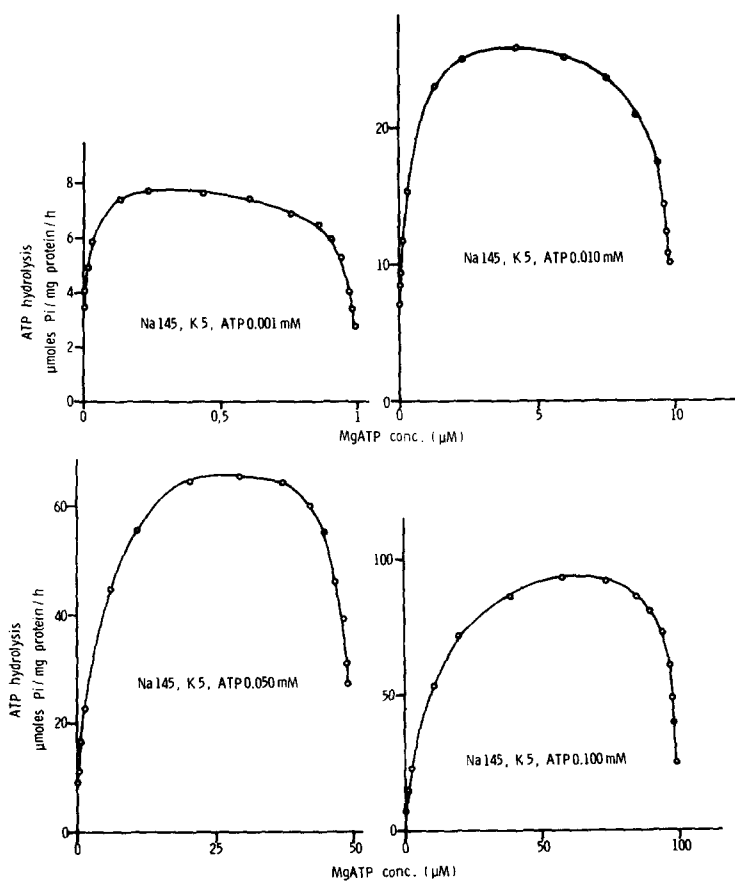 20
10
0
0
5
10
Na 145, K 5, ATP 0.010 mM
8
6
4
2
0
0
0,5
1
Na 145, K 5, ATP 0.001 mM
ATP hydrolysis
µmoles Pi / mg protein / h
MgATP conc. (µM)
60
40
20
0
0
25
50
Na 145, K 5, ATP 0.050 mM
ATP hydrolysis
µmoles Pi / mg protein / h
100
50
0
0
50
100
Na 145, K 5, ATP 0.100 mM
MgATP conc. (µM)